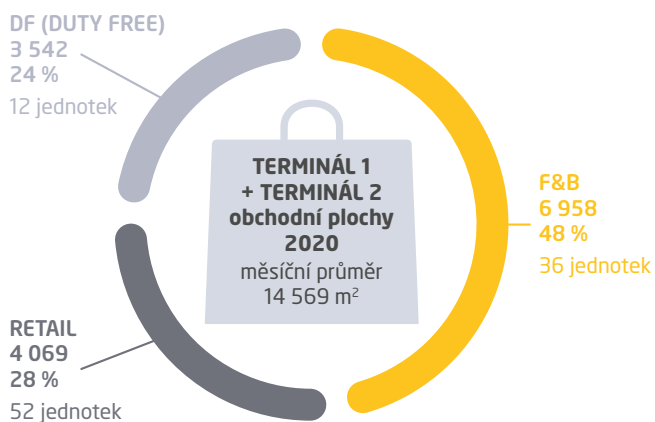 DF (DUTY FREE)
3 542
24 %
12 jednotek
TERMINÁL 1
+ TERMINÁL 2
obchodní plochy
2020
měsíční průměr
14 569 m²
F&B
6 958
48 %
36 jednotek
RETAIL
4 069
28 %
52 jednotek